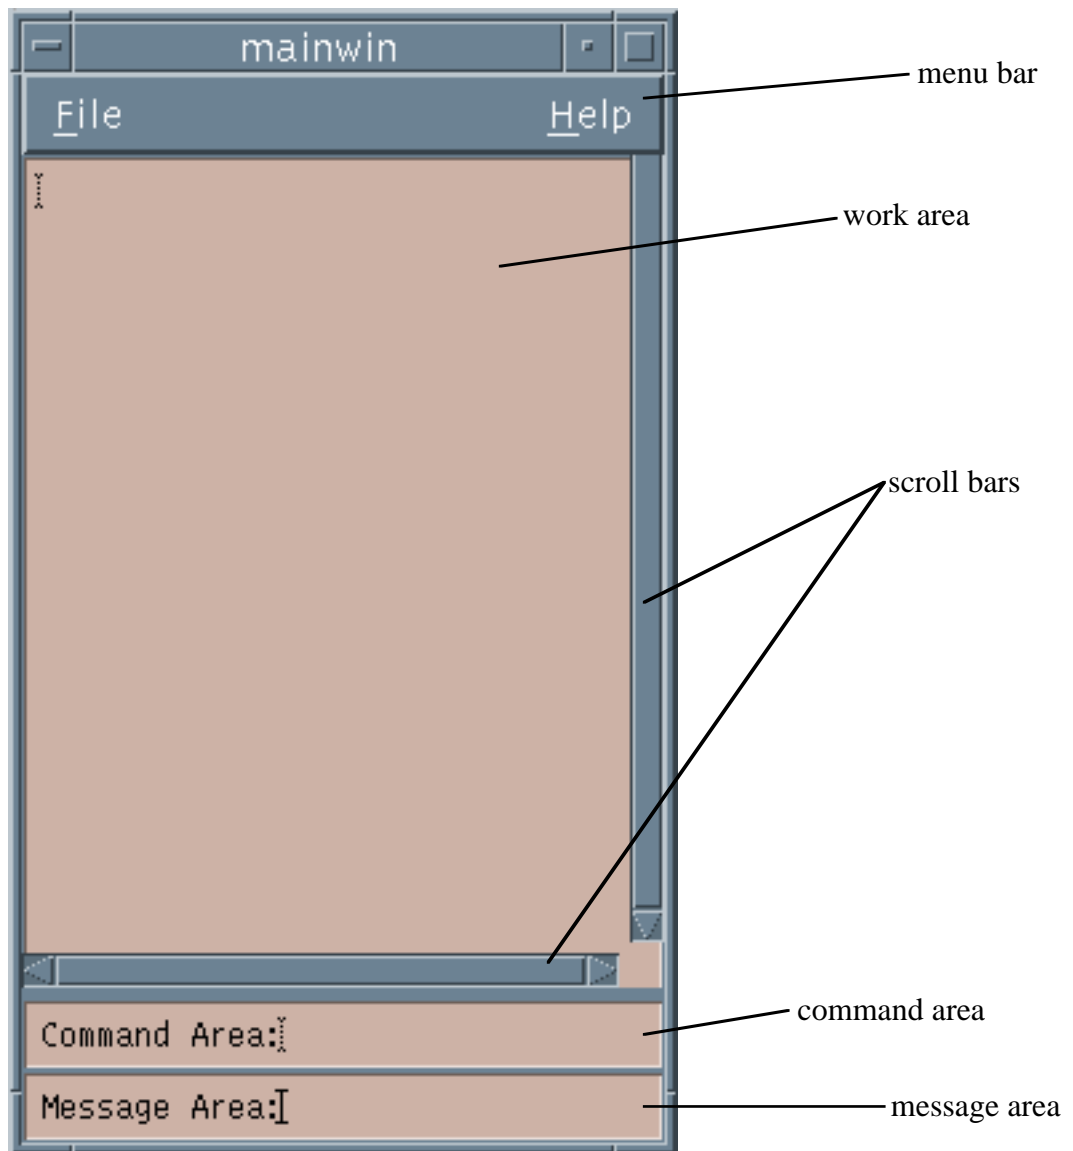 mainwin
menu bar
File Help
work area
scroll bars
command area
Command Area:
Message Area:
message area